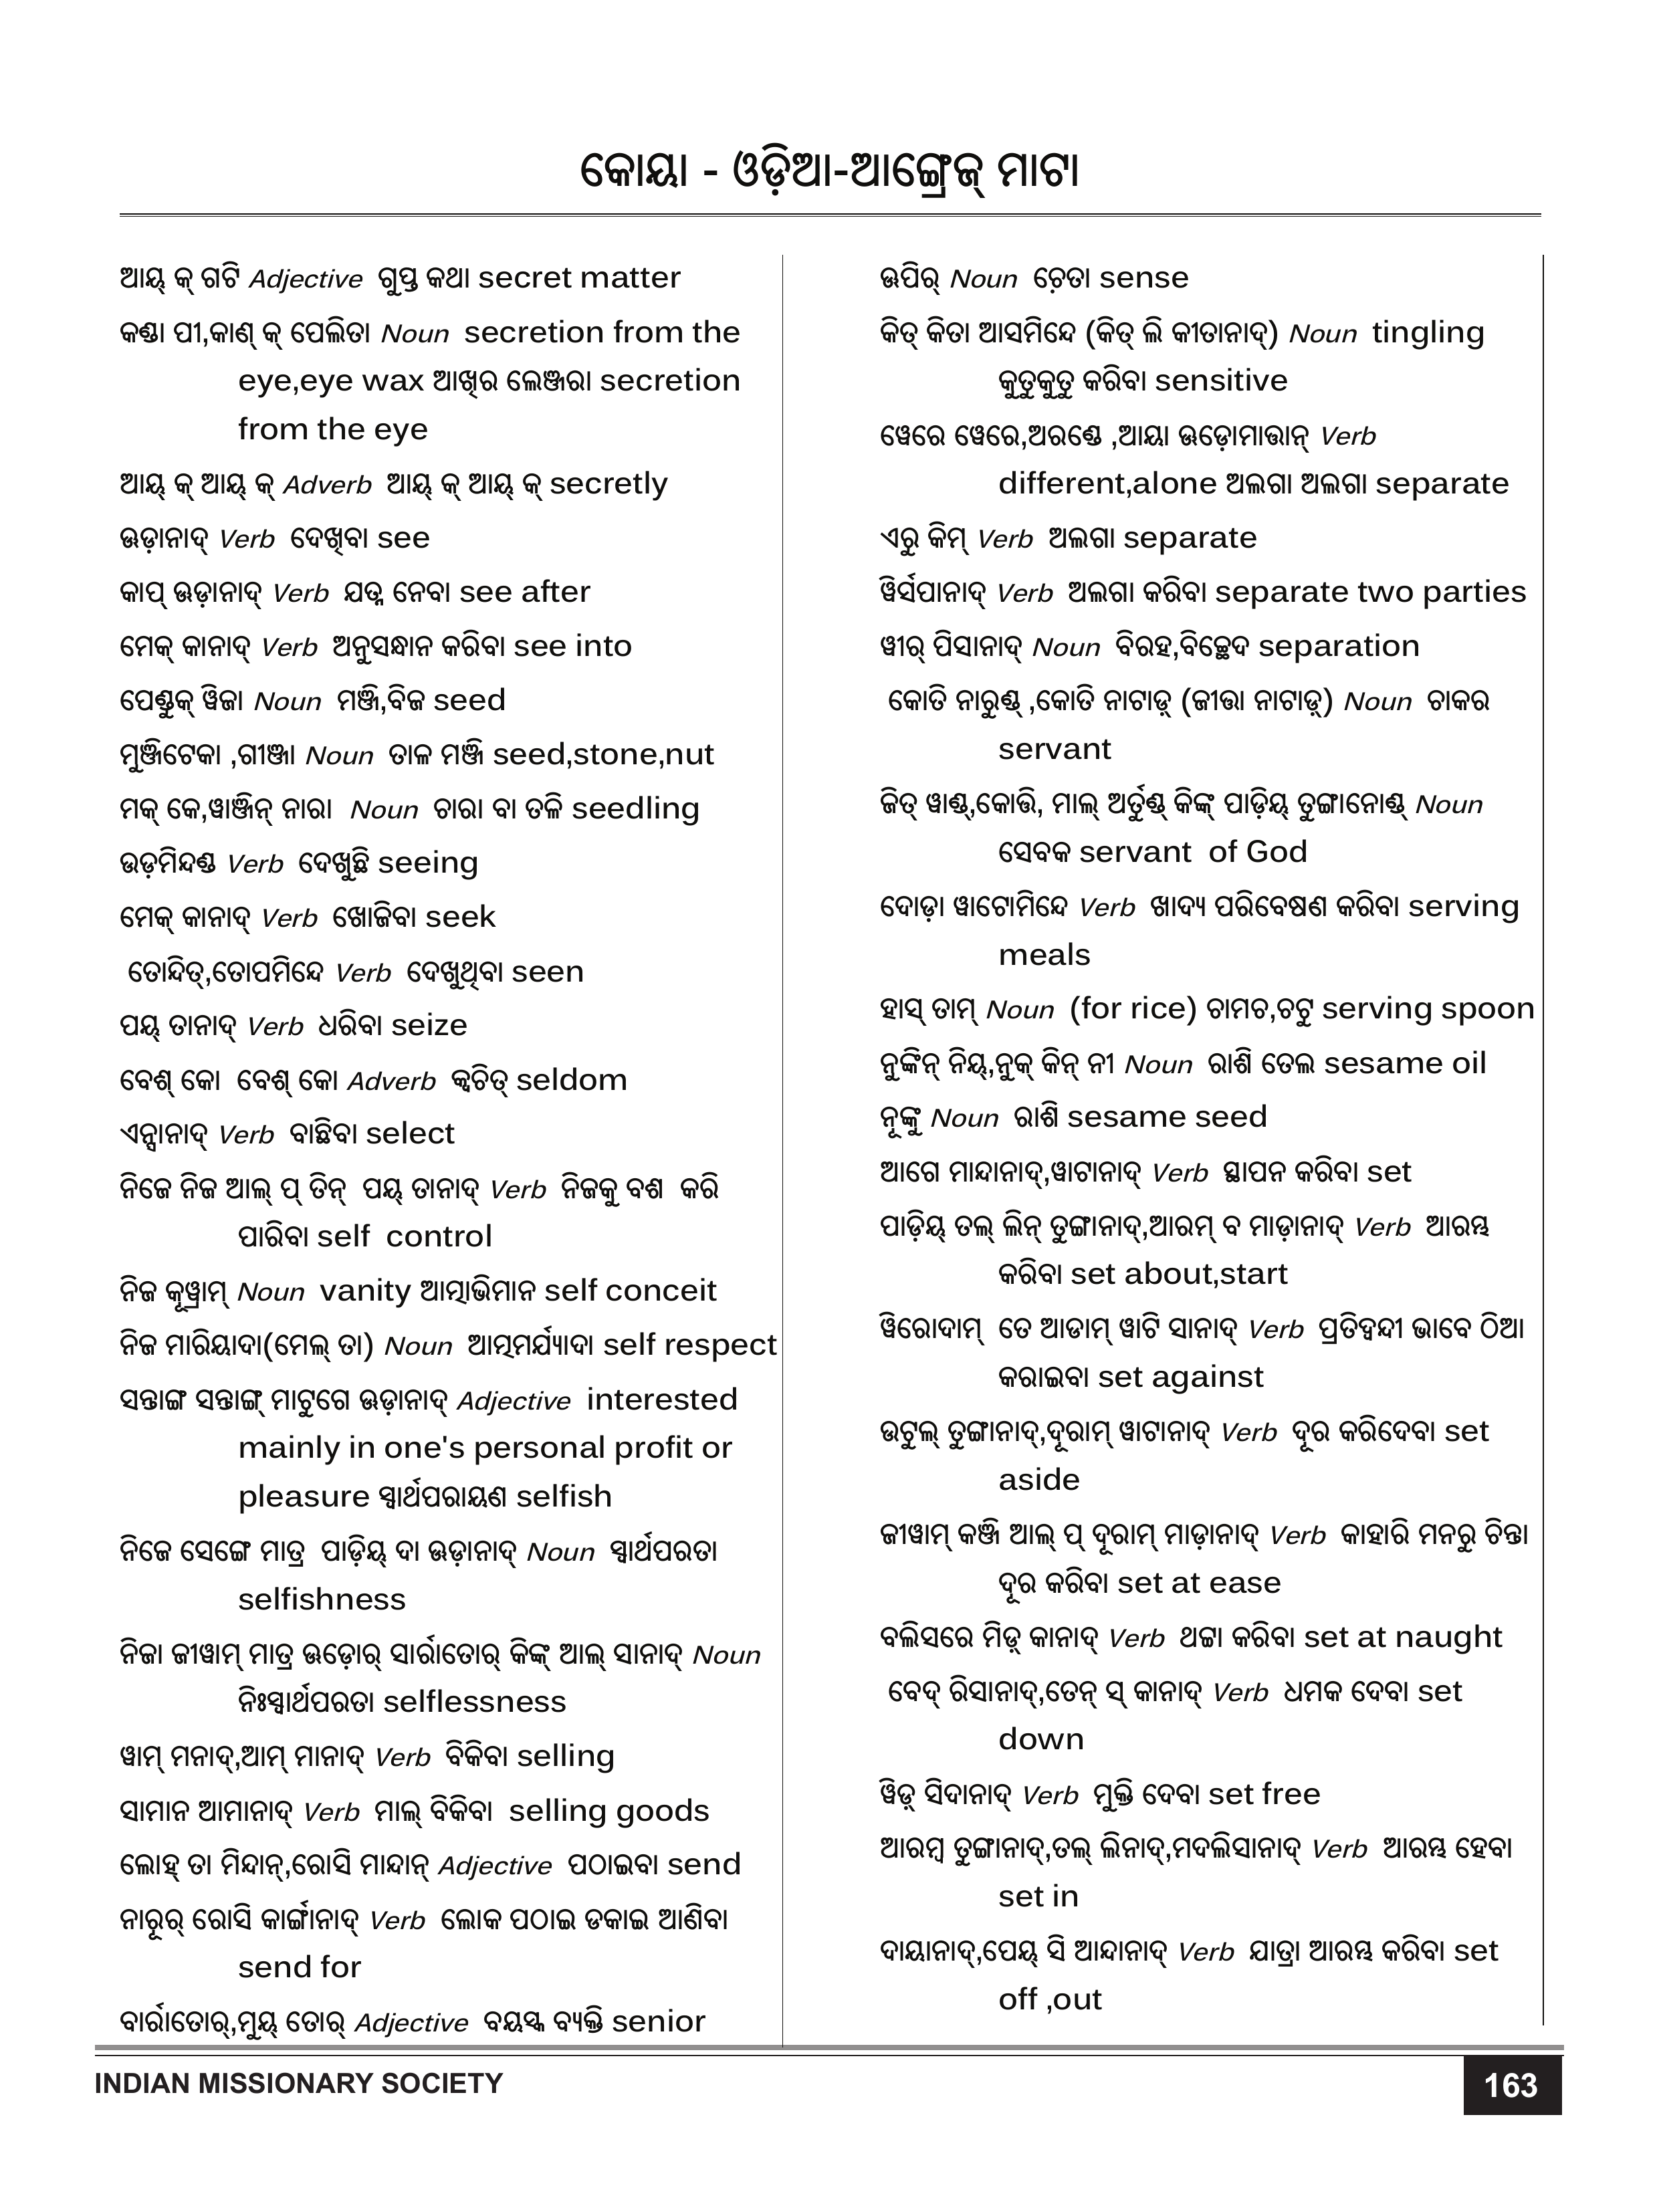 କୋୟା - ଓଡ଼ିଆ-ଆଙ୍ଗ୍ରେଜ୍ ମାଟା
ଆୟ୍ କ୍ ଗଟି Adjective ଗୁପ୍ତ କଥା secret matter
କଣ୍ଡା ପୀ,କାଣ୍ କ୍ ପେଲିତା Noun secretion from the
eye,eye wax ଆଖିର ଲେଞ୍ଜରା secretion
from the eye
ଆୟ୍ କ୍ ଆୟ୍ କ୍ Adverb ଆୟ୍ କ୍ ଆୟ୍ କ୍ secretly
ଊଡ଼ାନାଦ୍ Verb ଦେଖିବା see
କାପ୍ ଊଡ଼ାନାଦ୍ Verb ଯତ୍ନ ନେବା see after
ମେକ୍ କାନାଦ୍ Verb ଅନୁସନ୍ଧାନ କରିବା see into
ପେଣ୍ଡୁକ୍ ୱିଜା Noun ମଞ୍ଜି,ବିଜ seed
ମୁଞ୍ଜିଟେକା ,ଗୀଞ୍ଜା Noun ତାଳ ମଞ୍ଜି seed,stone,nut
ମକ୍ କେ,ୱାଞ୍ଜିନ୍ ନାରା Noun ଚାରା ବା ତଳି seedling
ଉଡ଼ମିନ୍ଦଣ୍ଡ Verb ଦେଖୁଛି seeing
ମେକ୍ କାନାଦ୍ Verb ଖୋଜିବା seek
ତୋନ୍ଦିତ୍,ତୋପମିନ୍ଦେ Verb ଦେଖୁଥିବା seen
ପୟ୍ ତାନାଦ୍ Verb ଧରିବା seize
ବେଶ୍ କୋ ବେଶ୍ କୋ Adverb କ୍ୱଚିତ୍ seldom
ଏନ୍ସାନାଦ୍ Verb ବାଛିବା select
ନିଜେ ନିଜ ଆଲ୍ ପ୍ ତିନ୍ ପୟ୍ ତାନାଦ୍ Verb ନିଜକୁ ବଶ କରି
ପାରିବା self control
ନିଜ କୂୱ୍ରାମ୍ Noun vanity ଆତ୍ମାଭିମାନ self conceit
ନିଜ ମାରିୟାଦା(ମେଲ୍ ତା) Noun ଆତ୍ମମର୍ଯ୍ୟାଦା self respect
ସନ୍ତାଙ୍ଗ ସନ୍ତାଙ୍ଗ୍ ମାଟୁଗେ ଊଡ଼ାନାଦ୍ Adjective interested
mainly in one's personal profit or
pleasure ସ୍ୱାର୍ଥପରାୟଣ selfish
ନିଜେ ସେଙ୍ଗେ ମାତ୍ର ପାଡ଼ିୟ୍ ଦା ଊଡ଼ାନାଦ୍ Noun ସ୍ୱାର୍ଥପରତା
selfishness
ନିଜା ଜୀୱାମ୍ ମାତ୍ର ଊଡ଼ୋର୍ ସାର୍ରାତୋର୍ କିଙ୍କ୍ ଆଲ୍ ସାନାଦ୍ Noun
ନିଃସ୍ୱାର୍ଥପରତା selflessness
ୱାମ୍ ମନାଦ୍,ଆମ୍ ମାନାଦ୍ Verb ବିକିବା selling
ସାମାନ ଆମାନାଦ୍ Verb ମାଲ୍ ବିକିବା selling goods
ଲୋହ୍ ତା ମିନ୍ଦାନ୍,ରୋସି ମାନ୍ଦାନ୍ Adjective ପଠାଇବା send
ନାରୂର୍ ରୋସି କାର୍ଙ୍ଗାନାଦ୍ Verb ଲୋକ ପଠାଇ ଡକାଇ ଆଣିବା
send for
ବାର୍ରାତୋର୍,ମୁୟ୍ ତୋର୍ Adjective ବୟସ୍କ ବ୍ୟକ୍ତି senior
ଊପିର୍ Noun ଚେ଼ତା sense
କିତ୍ କିତା ଆସମିନ୍ଦେ (କିତ୍ ଲି କୀତାନାଦ୍) Noun tingling
କୁତୁକୁତୁ କରିବା sensitive
ୱେରେ ୱେରେ,ଅରଣ୍ଡେ ,ଆୟା ଊଡ଼ୋମାତ୍ତାନ୍ Verb
different,alone ଅଲଗା ଅଲଗା separate
ଏରୁ କିମ୍ Verb ଅଲଗା separate
ୱିର୍ସପାନାଦ୍ Verb ଅଲଗା କରିବା separate two parties
ୱୀର୍ ପିସାନାଦ୍ Noun ବିରହ,ବିଚ୍ଛେଦ separation
କୋତି ନାରୁଣ୍ଡ୍ ,କୋତି ନାଟାଡ଼୍ (ଜୀତ୍ତା ନାଟାଡ଼୍) Noun ଚାକର
servant
ଜିତ୍ ୱାଣ୍ଡ୍,କୋତ୍ତି, ମାଲ୍ ଅର୍ତୁଣ୍ଡ୍ କିଙ୍କ୍ ପାଡ଼ିୟ୍ ତୁଙ୍ଗାନୋଣ୍ଡ୍ Noun
ସେବକ servant of God
ଦୋଡ଼ା ୱାଟୋମିନ୍ଦେ Verb ଖାଦ୍ୟ ପରିବେଷଣ କରିବା serving
meals
ହାସ୍ ତାମ୍ Noun (for rice) ଚାମଚ,ଚଟୁ serving spoon
ନୁଙ୍କିନ୍ ନିୟ୍,ନୁକ୍ କିନ୍ ନୀ Noun ରାଶି ତେଲ sesame oil
ନୂଙ୍କୁ Noun ରାଶି sesame seed
ଆଗେ ମାନ୍ଦାନାଦ୍,ୱାଟାନାଦ୍ Verb ସ୍ଥାପନ କରିବା set
ପାଡ଼ିୟ୍ ତଲ୍ ଲିନ୍ ତୁଙ୍ଗାନାଦ୍,ଆରମ୍ ବ ମାଡ଼ାନାଦ୍ Verb ଆରମ୍ଭ
କରିବା set about,start
ୱିରୋଦାମ୍ ତେ ଆଡାମ୍ ୱାଟି ସାନାଦ୍ Verb ପ୍ରତିଦ୍ୱନ୍ଦୀ ଭାବେ ଠିଆ
କରାଇବା set against
ଉଟୁଲ୍ ତୁଙ୍ଗାନାଦ୍,ଦୂରାମ୍ ୱାଟାନାଦ୍ Verb ଦୂର କରିଦେବା set
aside
ଜୀୱାମ୍ କଞ୍ଜି ଆଲ୍ ପ୍ ଦୂରାମ୍ ମାଡ଼ାନାଦ୍ Verb କାହାରି ମନରୁ ଚିନ୍ତା
ଦୂର କରିବା set at ease
ବଲିସରେ ମିଡ଼୍ କାନାଦ୍ Verb ଥଟ୍ଟା କରିବା set at naught
ବେଦ୍ ରିସାନାଦ୍,ତେନ୍ ସ୍ କାନାଦ୍ Verb ଧମକ ଦେବା set
down
ୱିଡ଼୍ ସିଦାନାଦ୍ Verb ମୁକ୍ତି ଦେବା set free
ଆରମ୍ବ ତୁଙ୍ଗାନାଦ୍,ତଲ୍ ଲିନାଦ୍,ମଦଲିସାନାଦ୍ Verb ଆରମ୍ଭ ହେବା
set in
ଦାୟାନାଦ୍,ପେୟ୍ ସି ଆନ୍ଦାନାଦ୍ Verb ଯାତ୍ରା ଆରମ୍ଭ କରିବା set
off ,out
INDIAN MISSIONARY SOCIETY
163